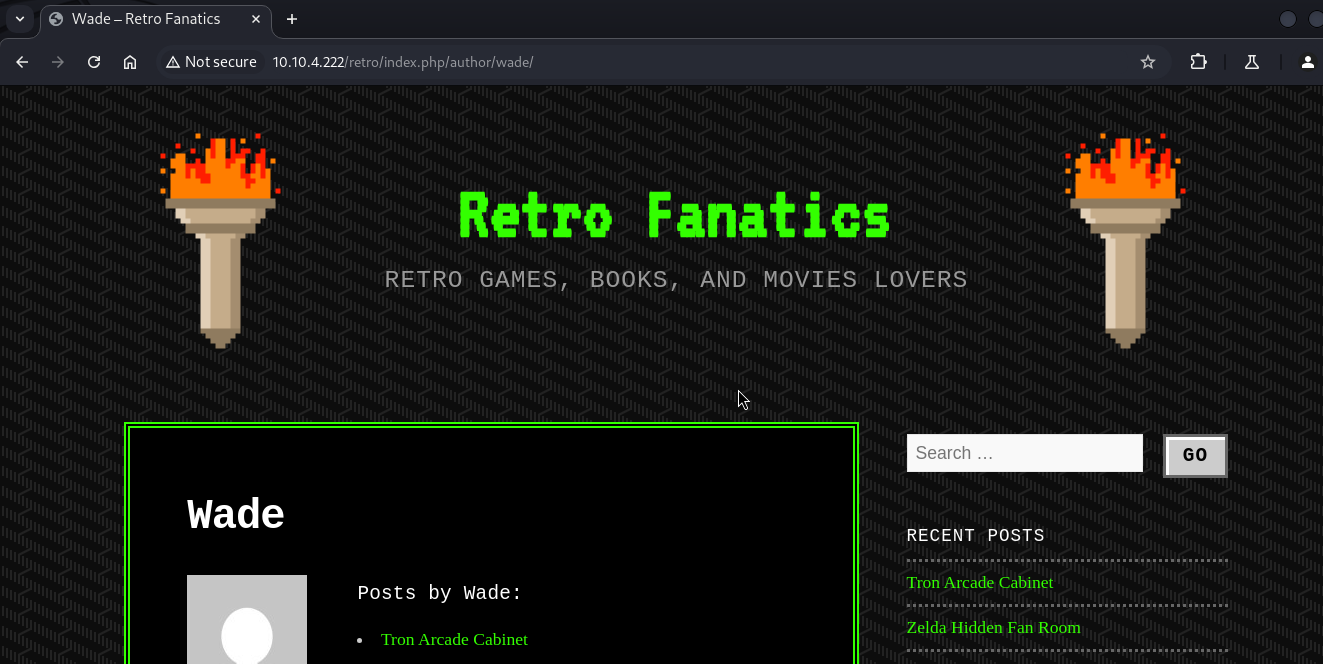 Wade – Retro Fanatics
Not secure 10.10.4.222/retro/index.php/author/wade/
Retro Fanatics
RETRO GAMES, BOOKS, AND MOVIES LOVERS
Search …
GO
Wade
Posts by Wade:
Tron Arcade Cabinet
RECENT POSTS
Tron Arcade Cabinet
Zelda Hidden Fan Room